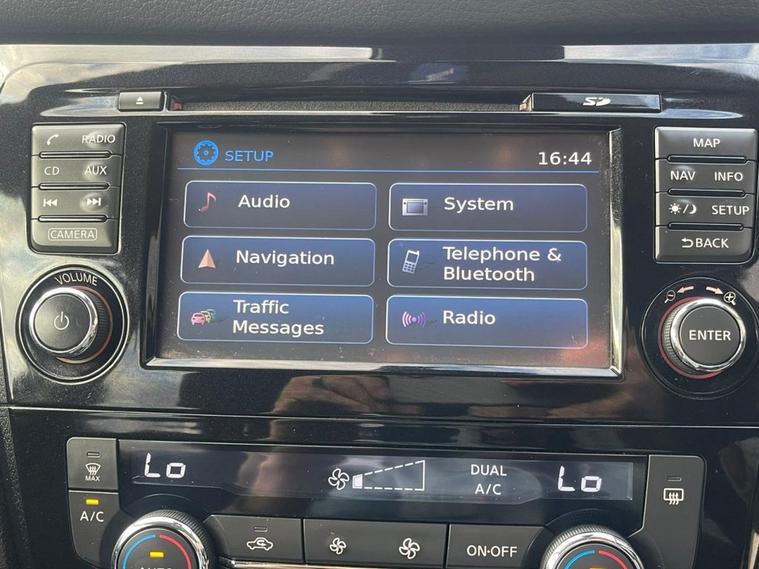 SD
RADIO
CD AUX
CAMERA
VOLUME
SETUP 16:44
Audio
System
Navigation
Telephone &
Bluetooth
Traffic
Messages
Radio
MAP
NAV INFO
SETUP
BACK
ENTER
MAX
A/C
Lo
DUAL
A/C
Lo
ON·OFF
AUTO